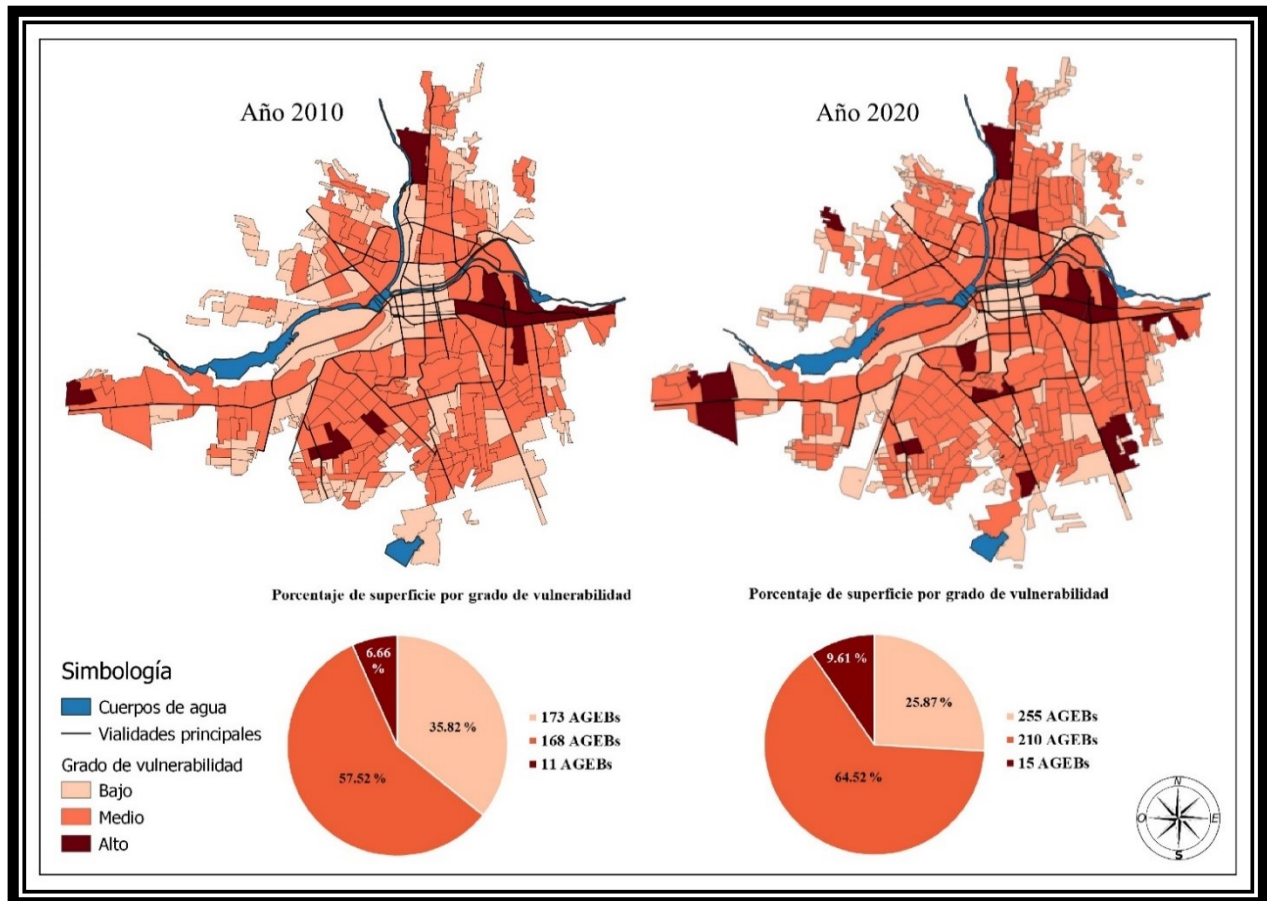 Año 2010
Año 2020
Porcentaje de superficie por grado de vulnerabilidad
Porcentaje de superficie por grado de vulnerabilidad
6.66
%
35.82 %
57.52 %
173 AGEBs
168 AGEBs
11 AGEBs
9.61 %
25.87 %
64.52 %
255 AGEBs
210 AGEBs
15 AGEBs
Simbología
Cuerpos de agua
Vialidades principales
Grado de vulnerabilidad
Bajo
Medio
Alto
N
O
E
S